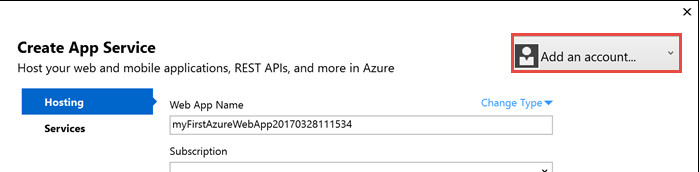 Create App Service
Add an account...
Host your web and mobile applications, REST APIs, and more in Azure
Hosting
Services
Web App Name
Change Type
myFirstAzureWebApp20170328111534
Subscription